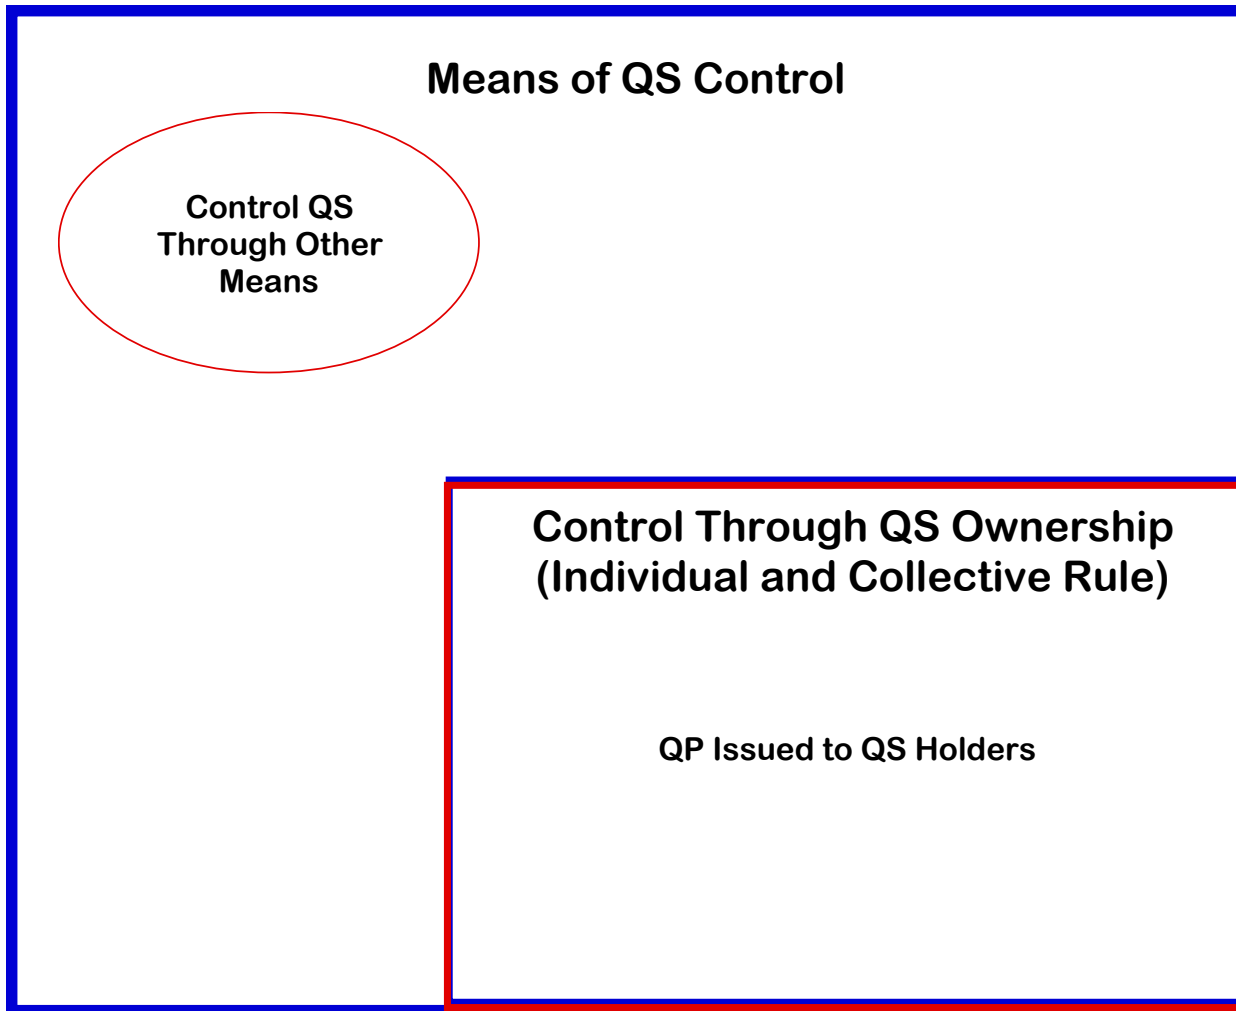 Means of QS Control
Control QS
Through Other
Means
Control Through QS Ownership
(Individual and Collective Rule)
QP Issued to QS Holders